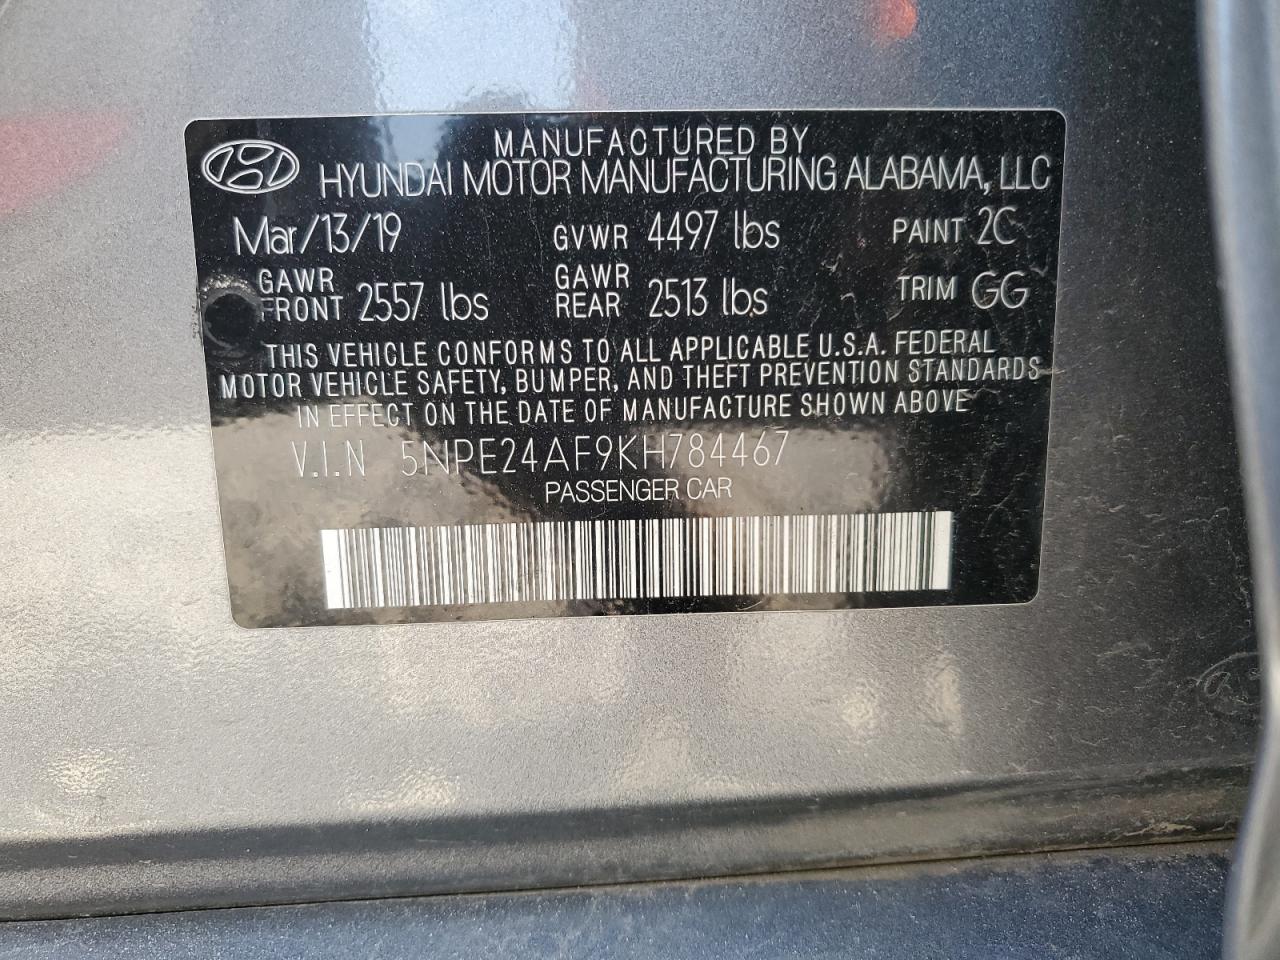 MANUFACTURED BY
HYUNDAI MOTOR MANUFACTURING ALABAMA, LLC
Mar/13/19 GVWR 4497 lbs PAINT 2C
GAWR FRONT 2557 lbs GAWR REAR 2513 lbs TRIM GG
THIS VEHICLE CONFORMS TO ALL APPLICABLE U.S.A. FEDERAL
MOTOR VEHICLE SAFETY, BUMPER, AND THEFT PREVENTION STANDARDS
IN EFFECT ON THE DATE OF MANUFACTURE SHOWN ABOVE
V.I.N 5NPE24AF9KH784467
PASSENGER CAR